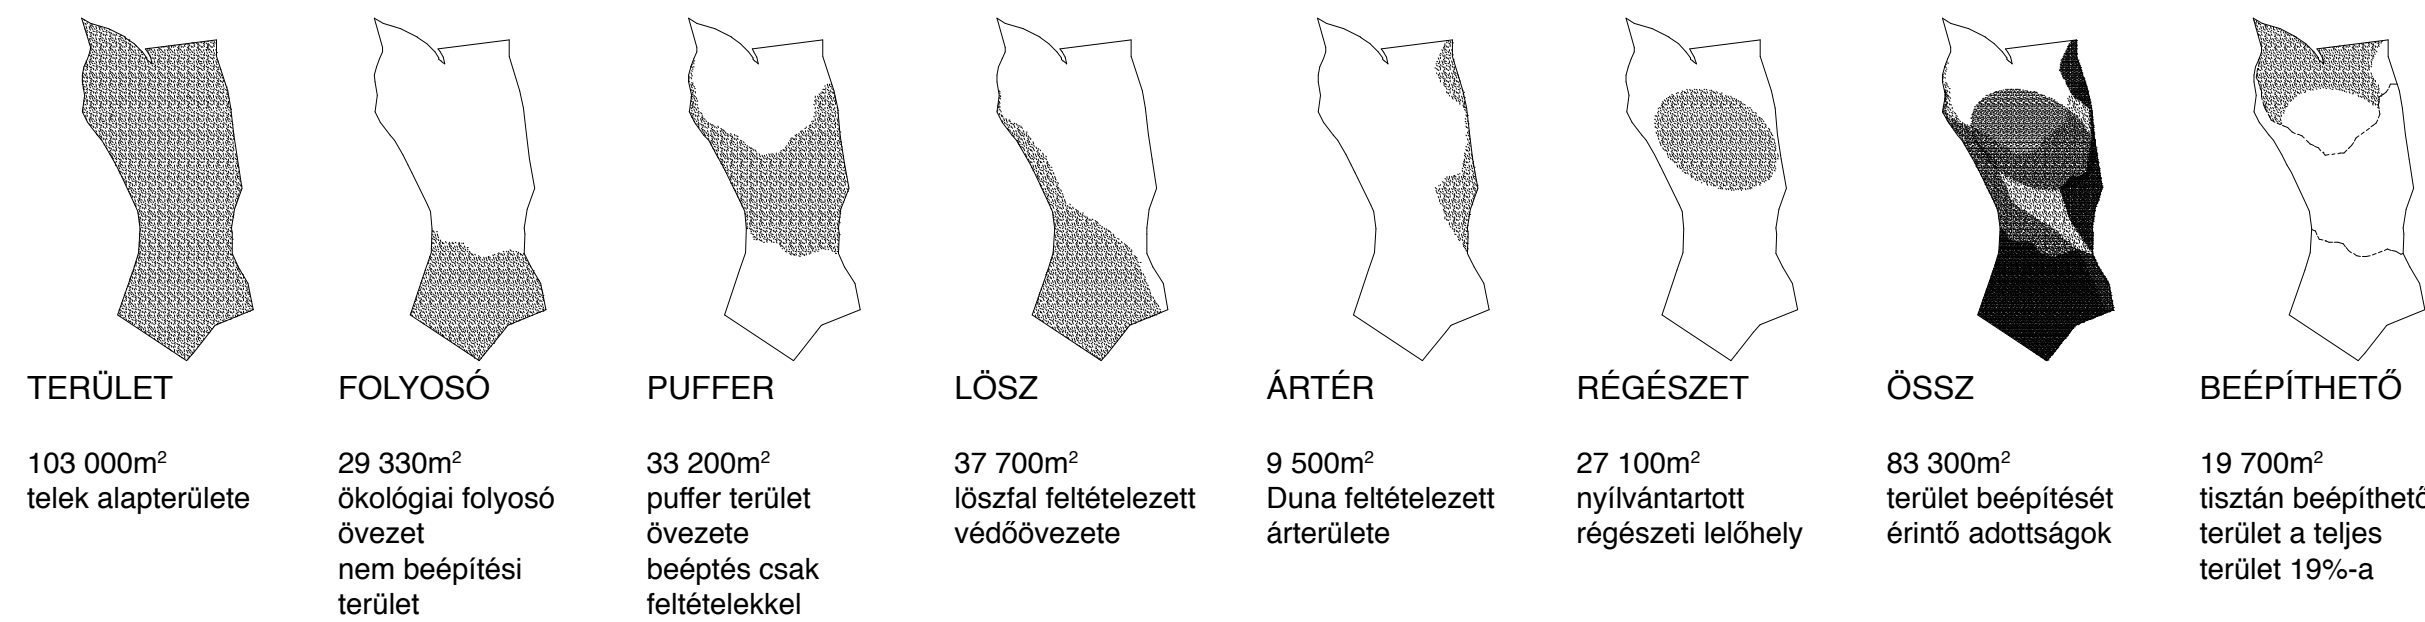 TERÜLET
103 000m²
telek alapterülete
FOLYOSÓ
29 330m²
ökológiai folyosó
övezet
nem beépítési
terület
PUFFER
33 200m²
puffer terület
övezete
beéptés csak
feltételekkel
LÖSZ
37 700m²
löszfal feltételezett
védőövezete
ÁRTÉR
9 500m²
Duna feltételezett
árterülete
RÉGÉSZET
27 100m²
nyílvántartott
régészeti lelőhely
ÖSSZ
83 300m²
terület beépítését
érintő adottságok
BEÉPÍTHETŐ
19 700m²
tisztán beépíthető
terület a teljes
terület 19%-a